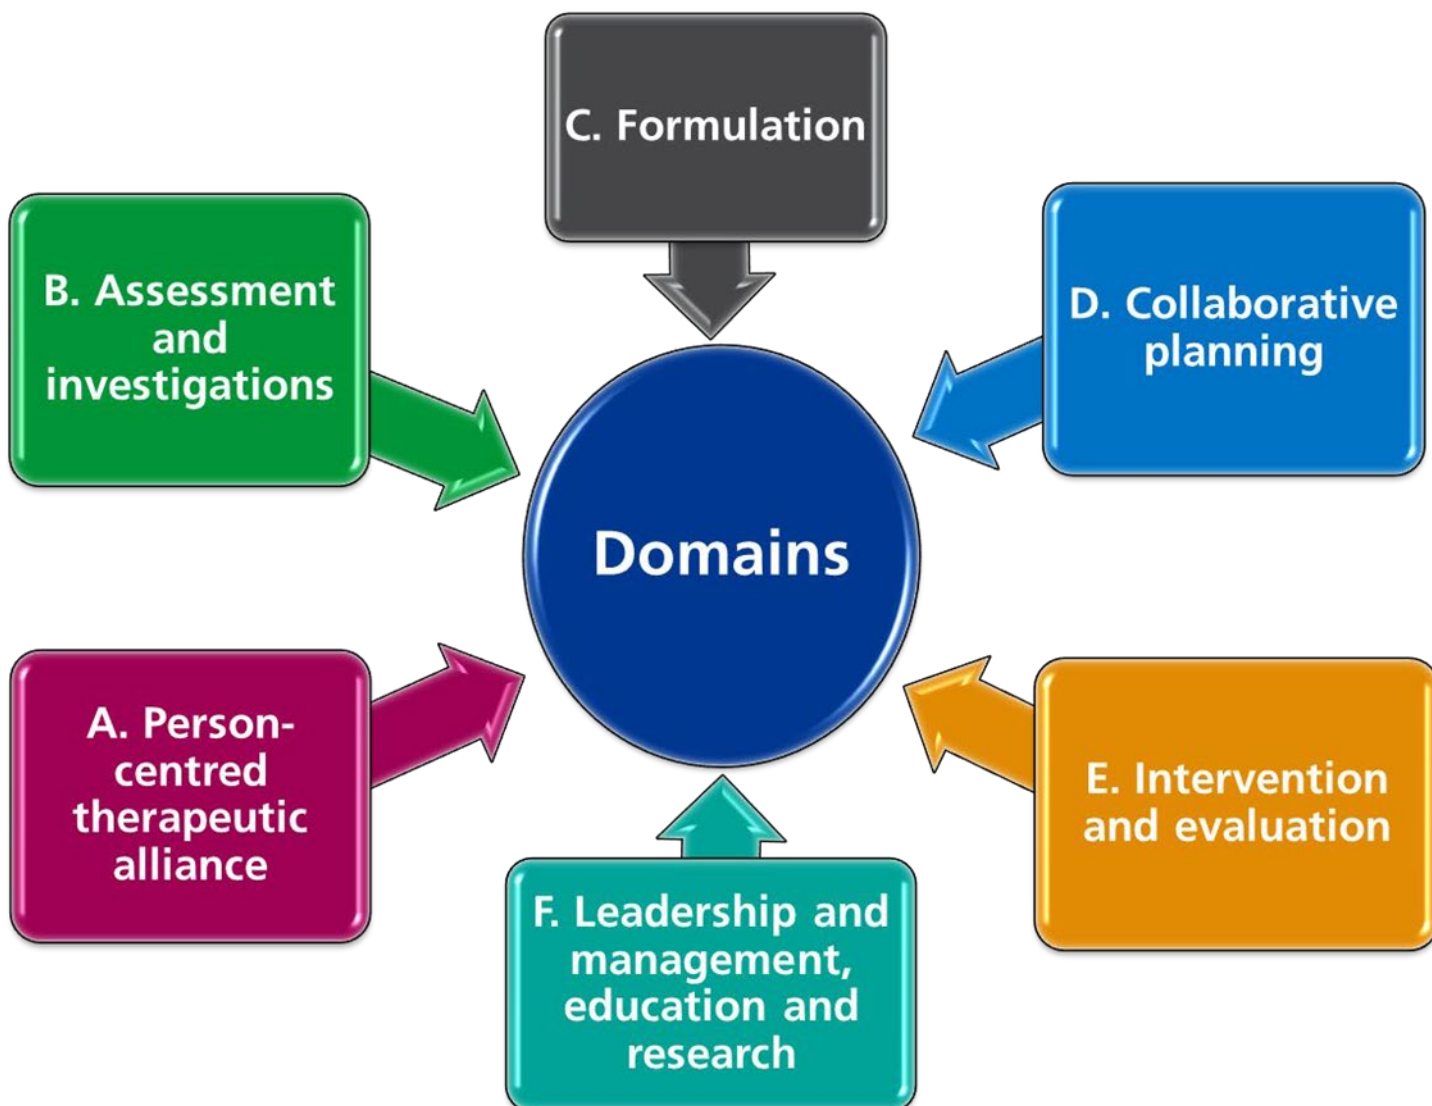 C. Formulation
B. Assessment
and
investigations
D. Collaborative
planning
Domains
A. Person-
centred
therapeutic
alliance
E. Intervention
and evaluation
F. Leadership and
management,
education and
research